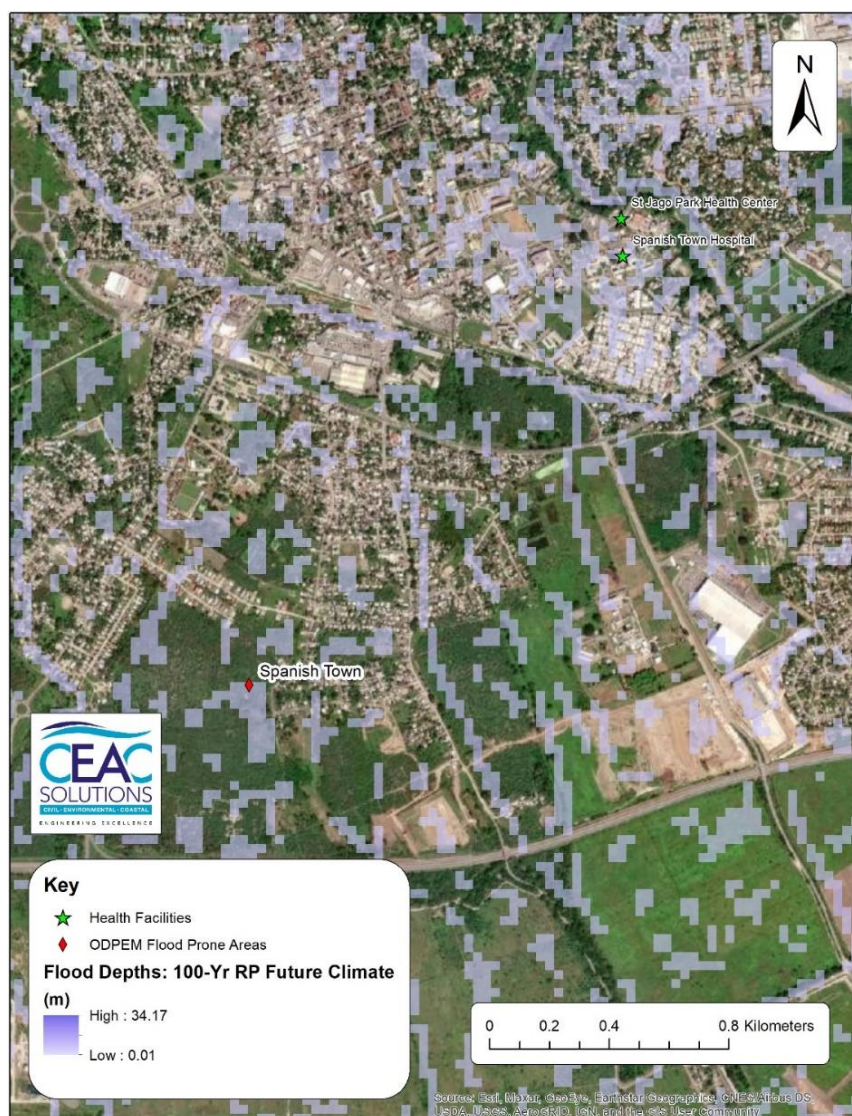 N
St Jago Park Health Center
Spanish Town Hospital
Spanish Town
CEAC
SOLUTIONS
CIVIL • ENVIRONMENTAL • COASTAL
ENGINEERING EXCELLENCE
Key
Health Facilities
ODPEM Flood Prone Areas
Flood Depths: 100-Yr RP Future Climate
(m)
High : 34.17
Low : 0.01
0 0.2 0.4 0.8 Kilometers
Source: Esri, Maxar, GeoEye, Earthstar Geographics, CNES/Airbus DS,
USDA, USGS, AeroGRID, IGN, and the GIS User Community